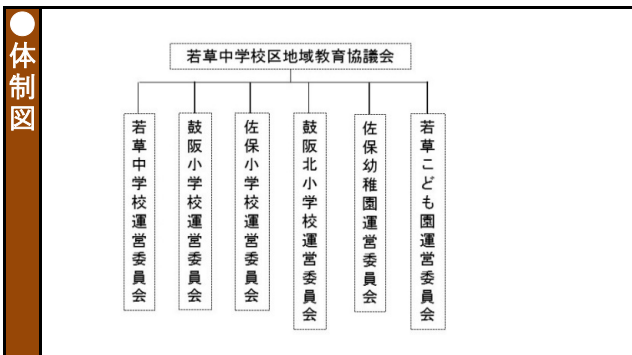 ●体制図
若草中学校区地域教育協議会
若草中学校運営委員会
鼓阪小学校運営委員会
佐保小学校運営委員会
鼓阪北小学校運営委員会
佐保幼稚園運営委員会
若草こども園運営委員会